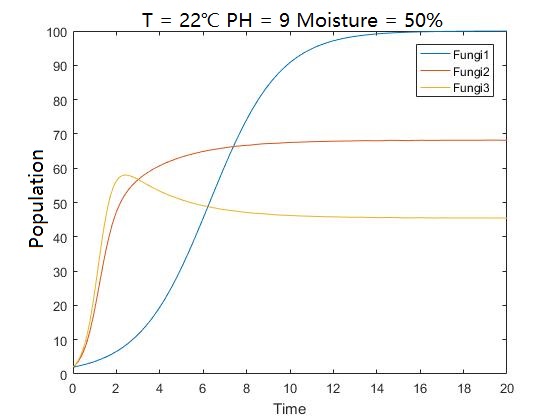 T = 22℃ PH = 9 Moisture = 50%
Fungi1
Fungi2
Fungi3
Population
100
90
80
70
60
50
40
30
20
10
0
0 2 4 6 8 10 12 14 16 18 20
Time